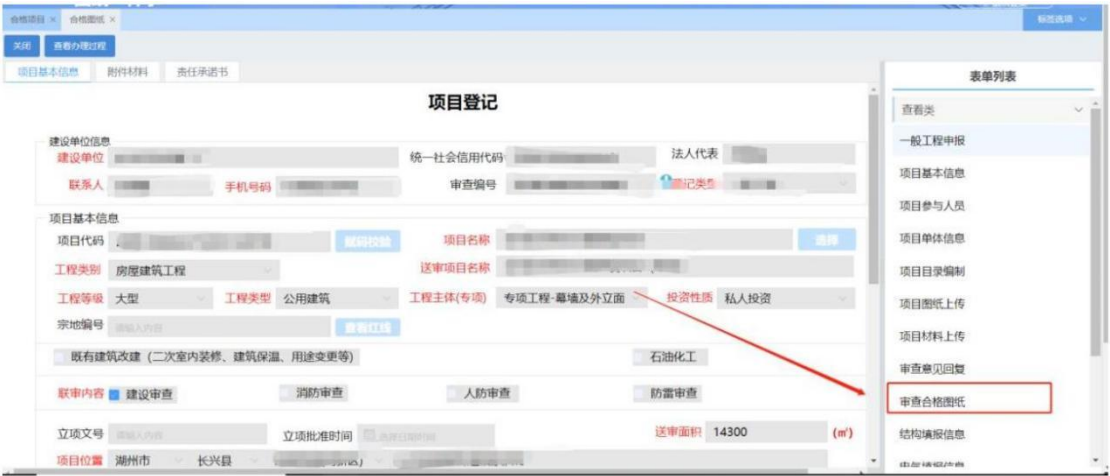 合格项目 × 合格图纸 × 标签选项
关闭 查看办理过程
项目基本信息 附件材料 责任承诺书 表单列表
项目登记
查看类
建设单位信息
建设单位 统一社会信用代码 法人代表
一般工程申报
联系人 手机号码 审查编号 登记类型
项目基本信息
项目参与人员
项目基本信息
项目代码 赋码校验 项目名称 选择
项目单体信息
工程类别 房屋建筑工程 送审项目名称
项目目录编制
工程等级 大型 工程类型 公用建筑 工程主体(专项) 专项工程-幕墙及外立面 投资性质 私人投资
项目图纸上传
宗地编号 请输入内容 查看红线
项目材料上传
既有建筑改建（二次室内装修、建筑保温、用途变更等） 石油化工
审查意见回复
联审内容 建设审查 消防审查 人防审查 防雷审查
审查合格图纸
立项文号 请输入内容 立项批准时间 选择日期时间 送审面积 14300 (㎡)
结构填报信息
项目位置 湖州市 长兴县
电气填报信息